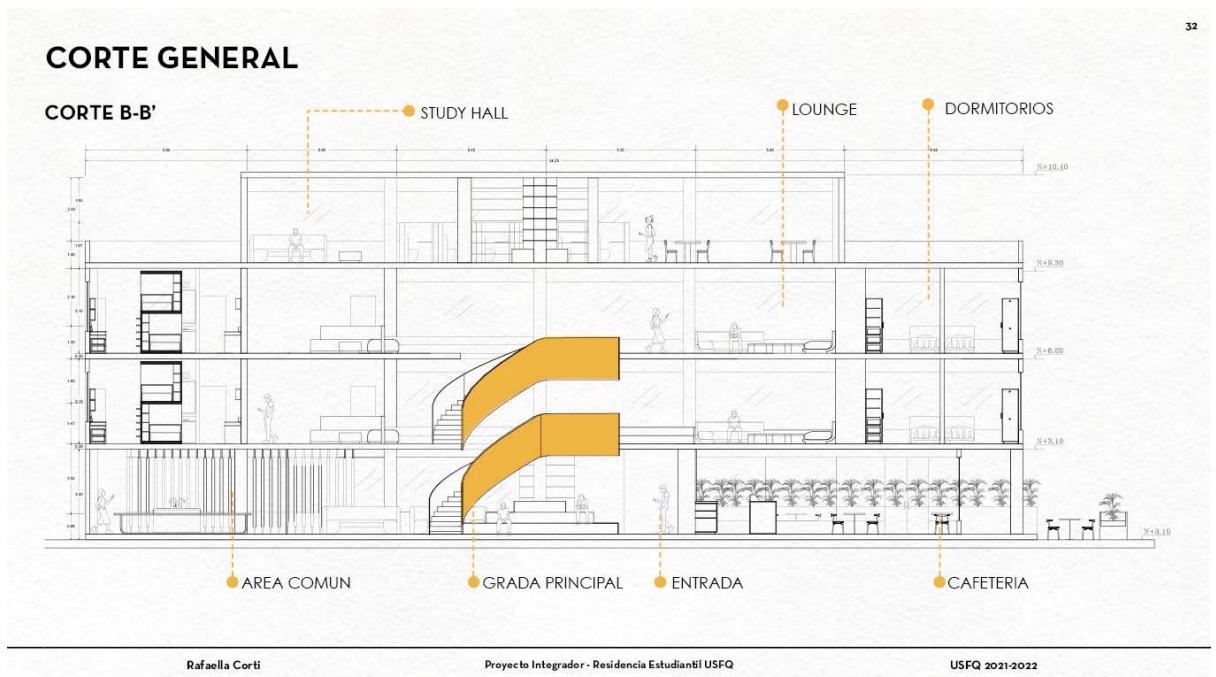 32
CORTE GENERAL
CORTE B-B'
STUDY HALL
LOUNGE
DORMITORIOS
N+10.40
N+9.30
N+6.20
N+3.10
N+3.10
AREA COMUN
GRADA PRINCIPAL
ENTRADA
CAFETERIA
Rafaella Corti
Proyecto Integrador - Residencia Estudiantil USFQ
USFQ 2021-2022